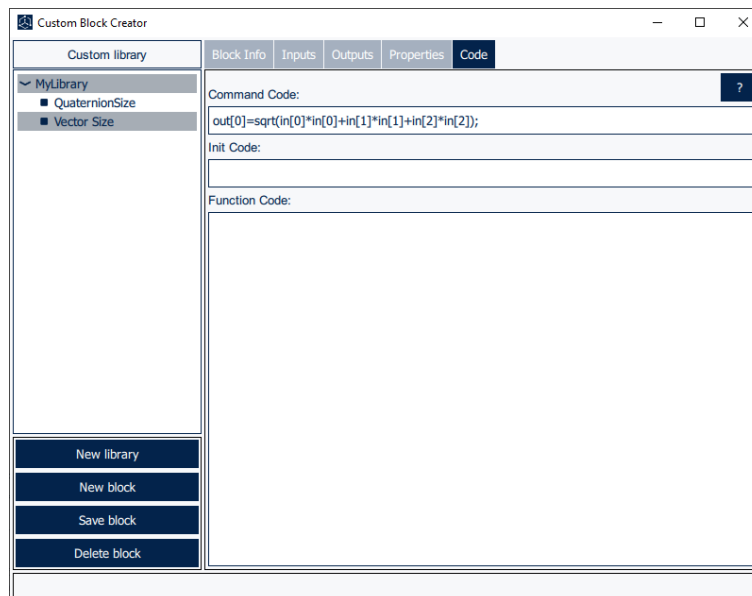 Custom Block Creator
Custom library
Block Info Inputs Outputs Properties Code
MyLibrary
QuaternionSize
Vector Size
?
Command Code:
out[0]=sqrt(in[0]*in[0]+in[1]*in[1]+in[2]*in[2]);
Init Code:
Function Code:
New library
New block
Save block
Delete block